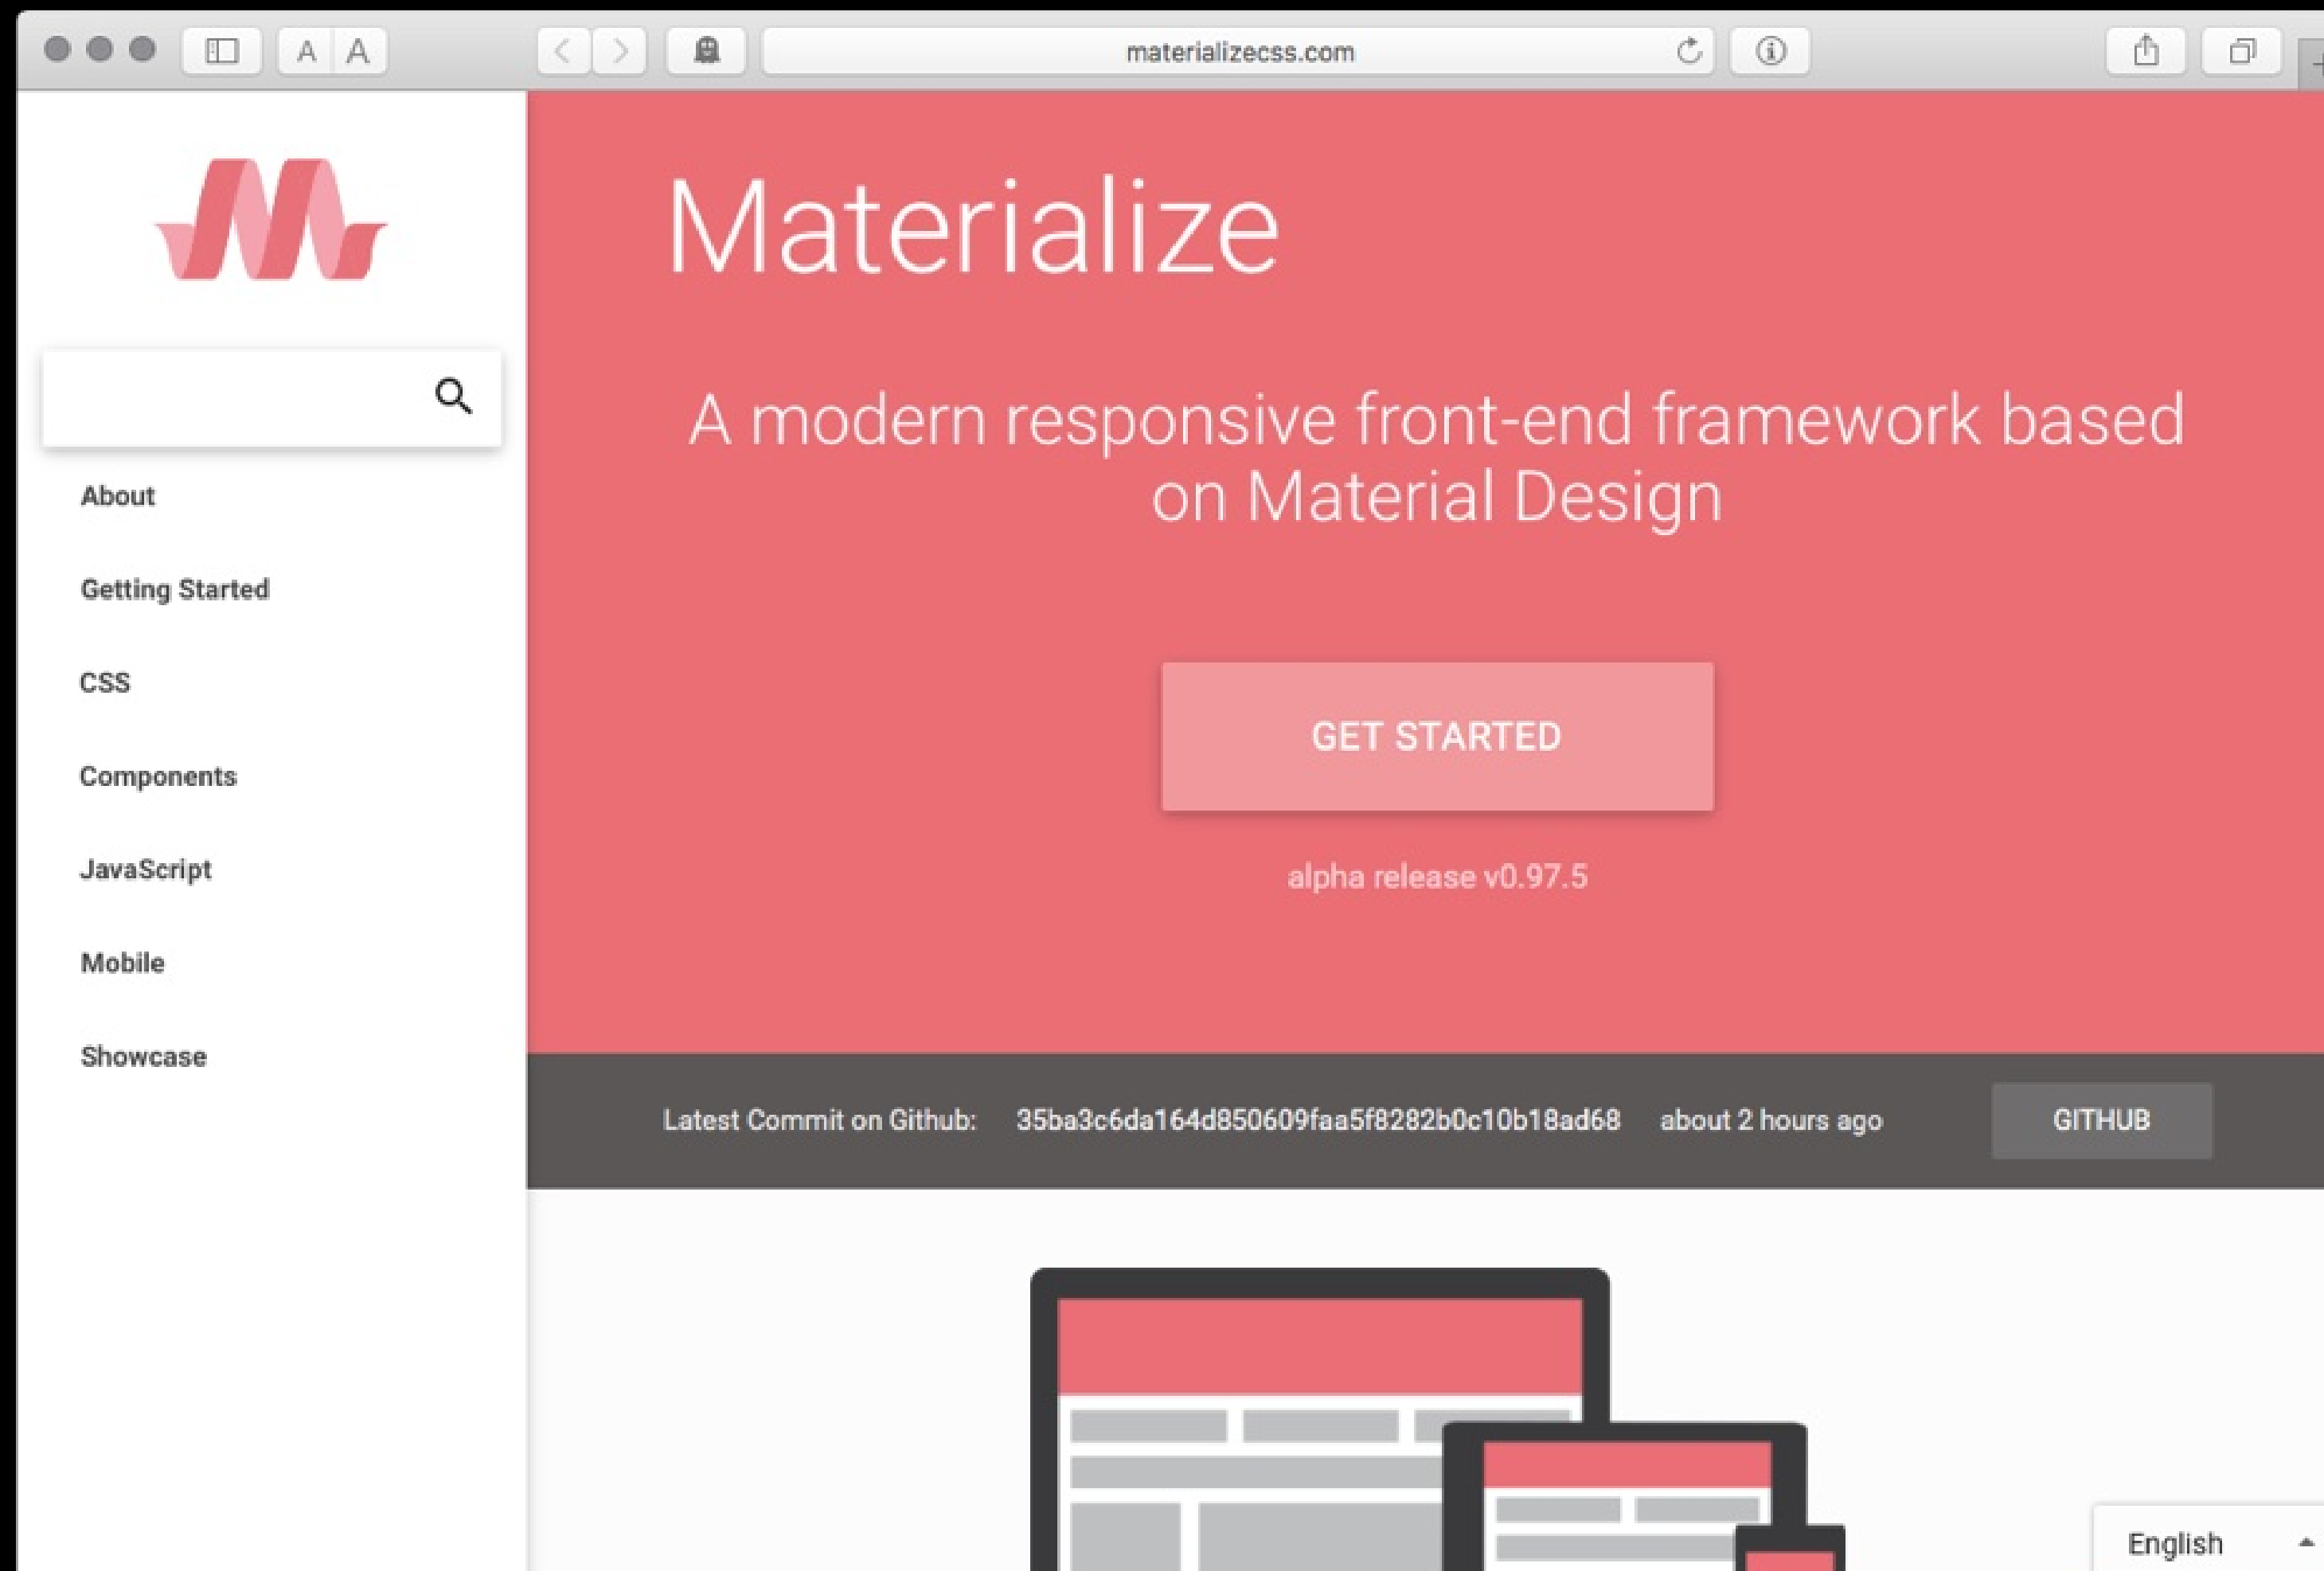 A A
materializecss.com
Materialize
A modern responsive front-end framework based
on Material Design
GET STARTED
alpha release v0.97.5
About
Getting Started
CSS
Components
JavaScript
Mobile
Showcase
Latest Commit on Github: 35ba3c6da164d850609faa5f8282b0c10b18ad68 about 2 hours ago GITHUB
English